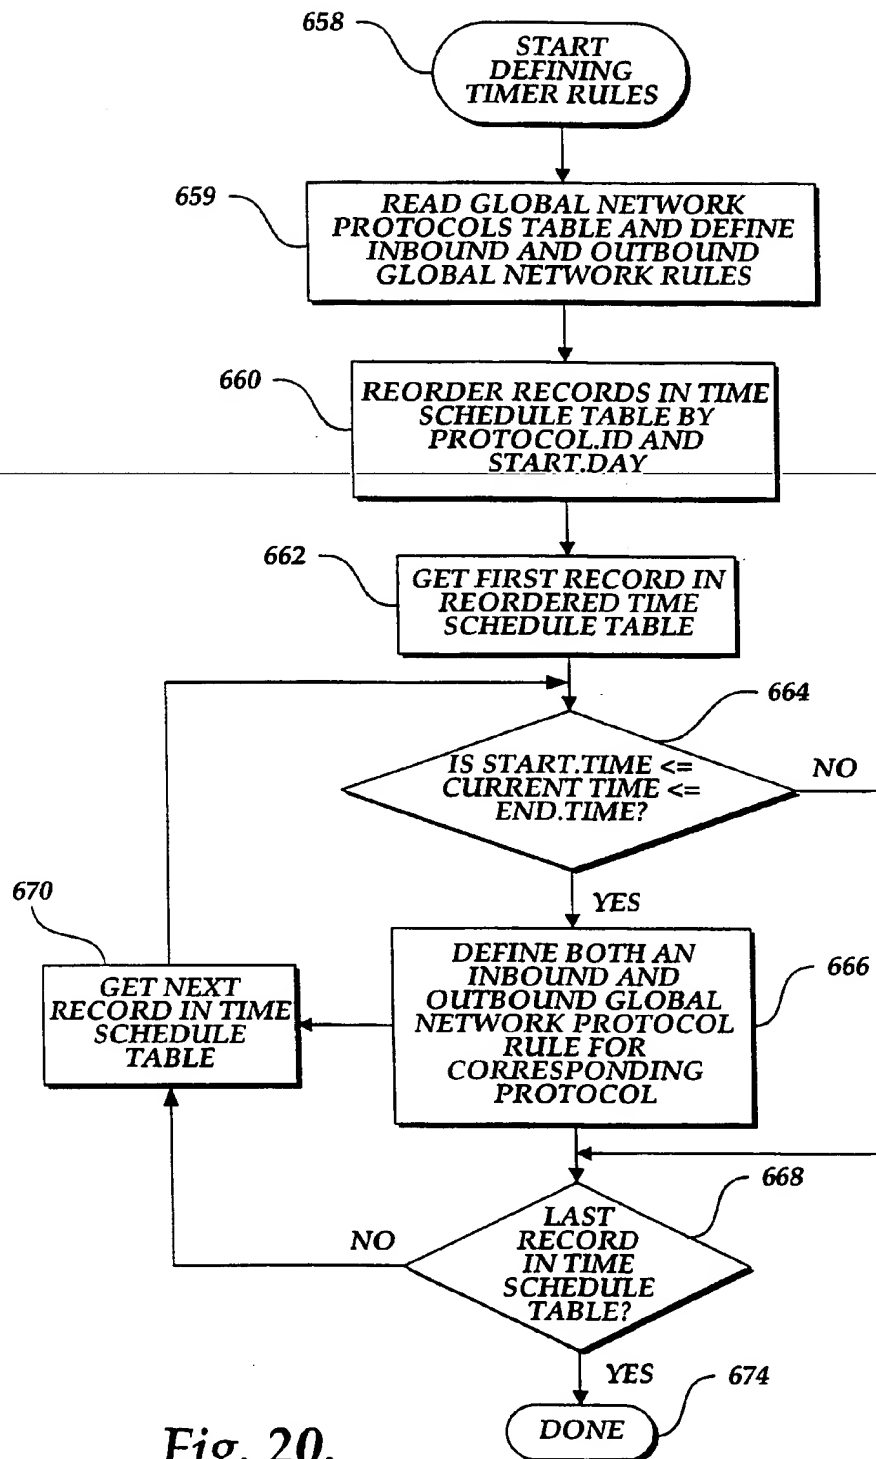 658
START
DEFINING
TIMER RULES
659
READ GLOBAL NETWORK
PROTOCOLS TABLE AND DEFINE
INBOUND AND OUTBOUND
GLOBAL NETWORK RULES
660
REORDER RECORDS IN TIME
SCHEDULE TABLE BY
PROTOCOL.ID AND
START.DAY
662
GET FIRST RECORD IN
REORDERED TIME
SCHEDULE TABLE
664
IS START.TIME <=
CURRENT TIME <=
END.TIME?
NO
YES
670
GET NEXT
RECORD IN TIME
SCHEDULE
TABLE
DEFINE BOTH AN
INBOUND AND
OUTBOUND GLOBAL
NETWORK PROTOCOL
RULE FOR
CORRESPONDING
PROTOCOL
666
668
LAST
RECORD
IN TIME
SCHEDULE
TABLE?
NO
YES
674
DONE
Fig. 20.